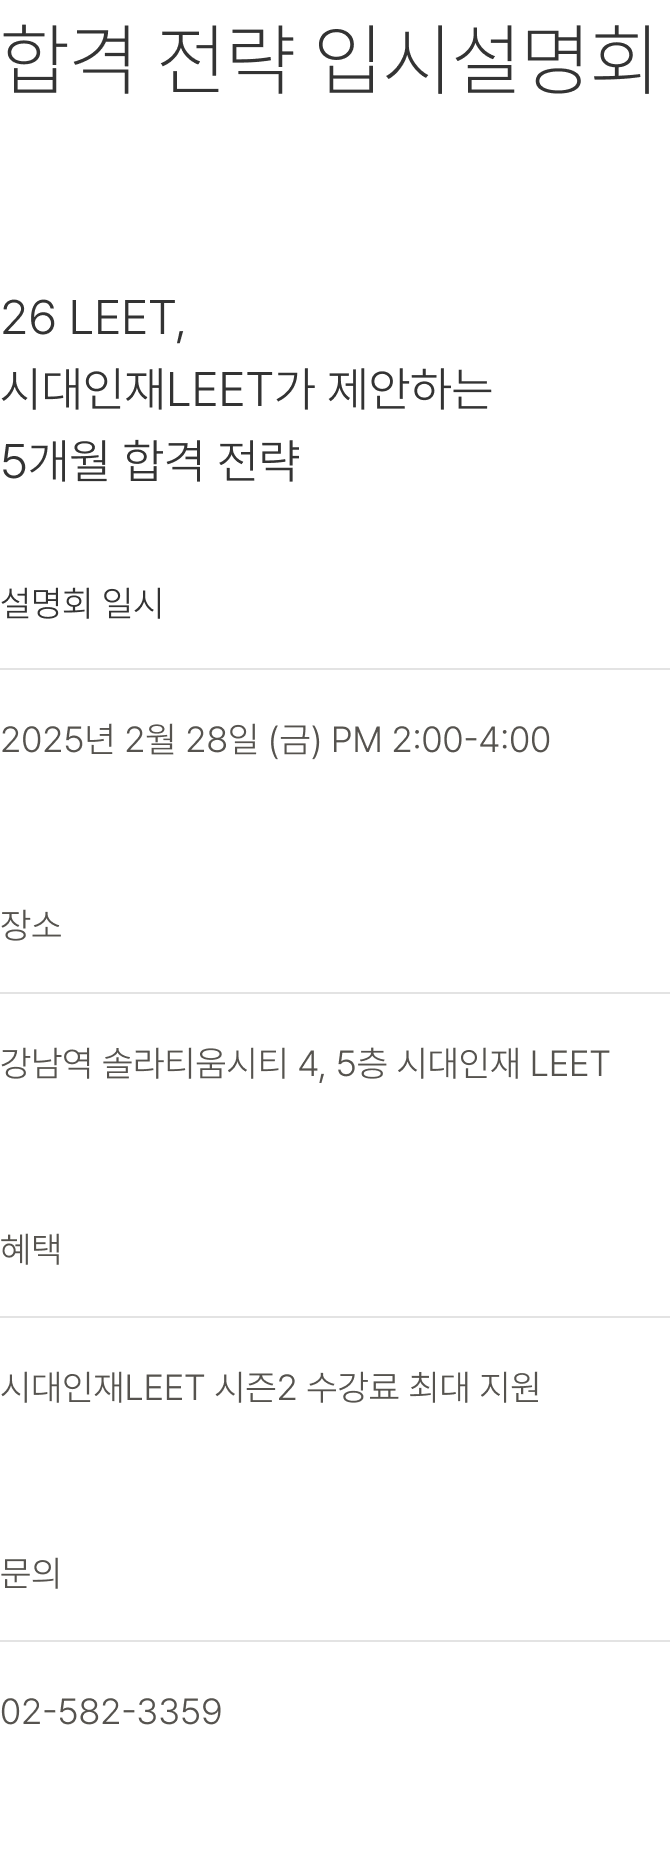 합격 전략 입시설명회
26 LEET,
시대인재LEET가 제안하는
5개월 합격 전략
설명회 일시
2025년 2월 28일 (금) PM 2:00-4:00
장소
강남역 솔라티움시티 4, 5층 시대인재 LEET
혜택
시대인재LEET 시즌2 수강료 최대 지원
문의
02-582-3359